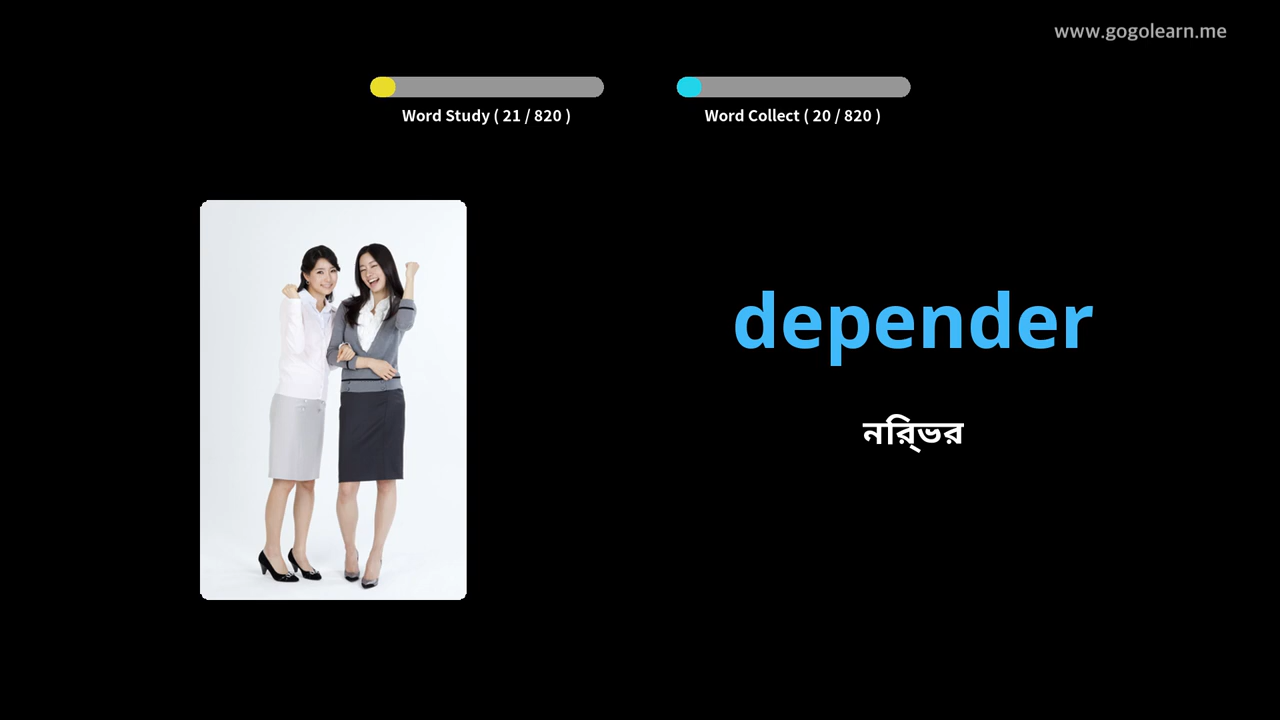 www.gogolearn.me
Word Study ( 21 / 820 )
Word Collect ( 20 / 820 )
depender
নরি্ভর